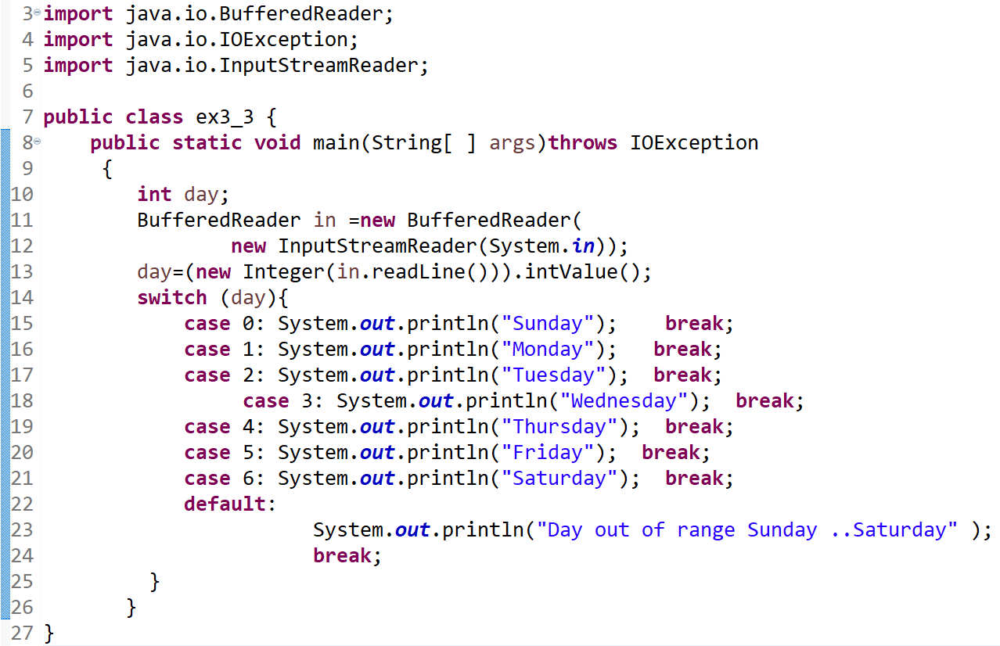 3 import java.io.BufferedReader;
4 import java.io.IOException;
5 import java.io.InputStreamReader;
6
7 public class ex3_3 {
8     public static void main(String[ ] args)throws IOException
9      {
10         int day;
11         BufferedReader in =new BufferedReader(
12                 new InputStreamReader(System.in));
13         day=(new Integer(in.readLine())).intValue();
14         switch (day){
15             case 0: System.out.println("Sunday");    break;
16             case 1: System.out.println("Monday");   break;
17             case 2: System.out.println("Tuesday");  break;
18                  case 3: System.out.println("Wednesday");  break;
19             case 4: System.out.println("Thursday");  break;
20             case 5: System.out.println("Friday");  break;
21             case 6: System.out.println("Saturday");  break;
22             default:
23                        System.out.println("Day out of range Sunday ..Saturday" );
24                        break;
25          }
26        }
27 }